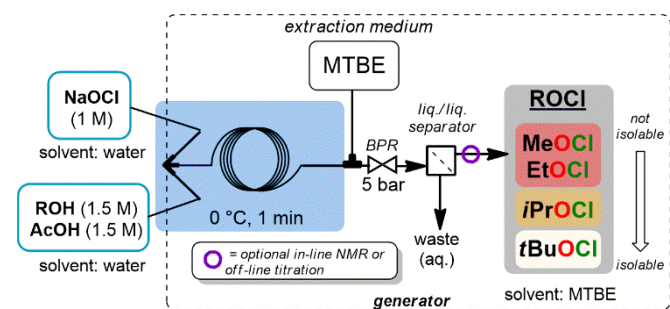 extraction medium
MTBE
NaOCl
(1 M)
solvent: water
ROH (1.5 M)
AcOH (1.5 M)
solvent: water
0 °C, 1 min
BPR
5 bar
liq./liq.
separator
waste
(aq.)
= optional in-line NMR or
off-line titration
generator
ROCl
MeOCl
EtOCl
iPrOCl
tBuOCl
solvent: MTBE
not
isolable
isolable